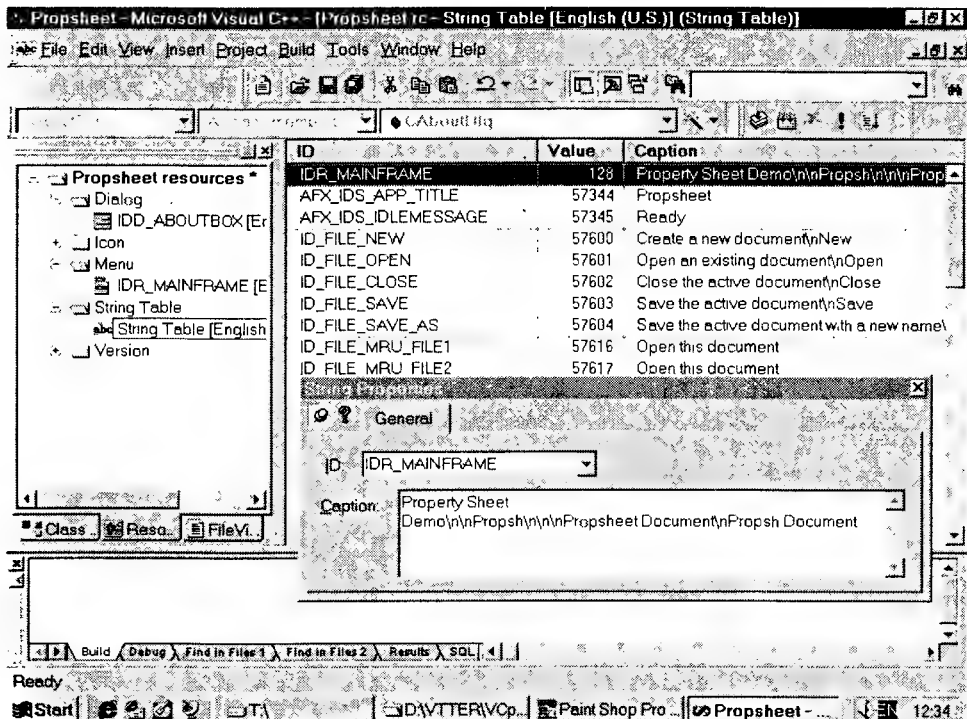 Propsheet - Microsoft Visual C++ - [Propsheet.rc - String Table [English (U.S.)] (String Table)]
File Edit View Insert Project Build Tools Window Help
CAboutDlg
ID Value Caption
Propsheet resources *
Dialog
IDD_ABOUTBOX [Er
Icon
Menu
IDR_MAINFRAME [E
String Table
abc String Table [English
Version
IDR_MAINFRAME 128 Property Sheet Demo\n\nPropsh\n\n\nProp
AFX_IDS_APP_TITLE 57344 Propsheet
AFX_IDS_IDLEMESSAGE 57345 Ready
ID_FILE_NEW 57600 Create a new document\nNew
ID_FILE_OPEN 57601 Open an existing document\nOpen
ID_FILE_CLOSE 57602 Close the active document\nClose
ID_FILE_SAVE 57603 Save the active document\nSave
ID_FILE_SAVE_AS 57604 Save the active document with a new name\
ID_FILE_MRU_FILE1 57616 Open this document
ID_FILE_MRU_FILE2 57617 Open this document
String Properties
General
ID: IDR_MAINFRAME
Caption: Property Sheet
Demo\n\nPropsh\n\n\nPropsheet Document\nPropsh Document
Class .. Reso.. FileVi..
Build Debug Find in Files 1 Find in Files 2 Results SQL
Ready
Start T:\ D:\VTTER\VCp... Paint Shop Pro ... Propsheet - ... 12:34